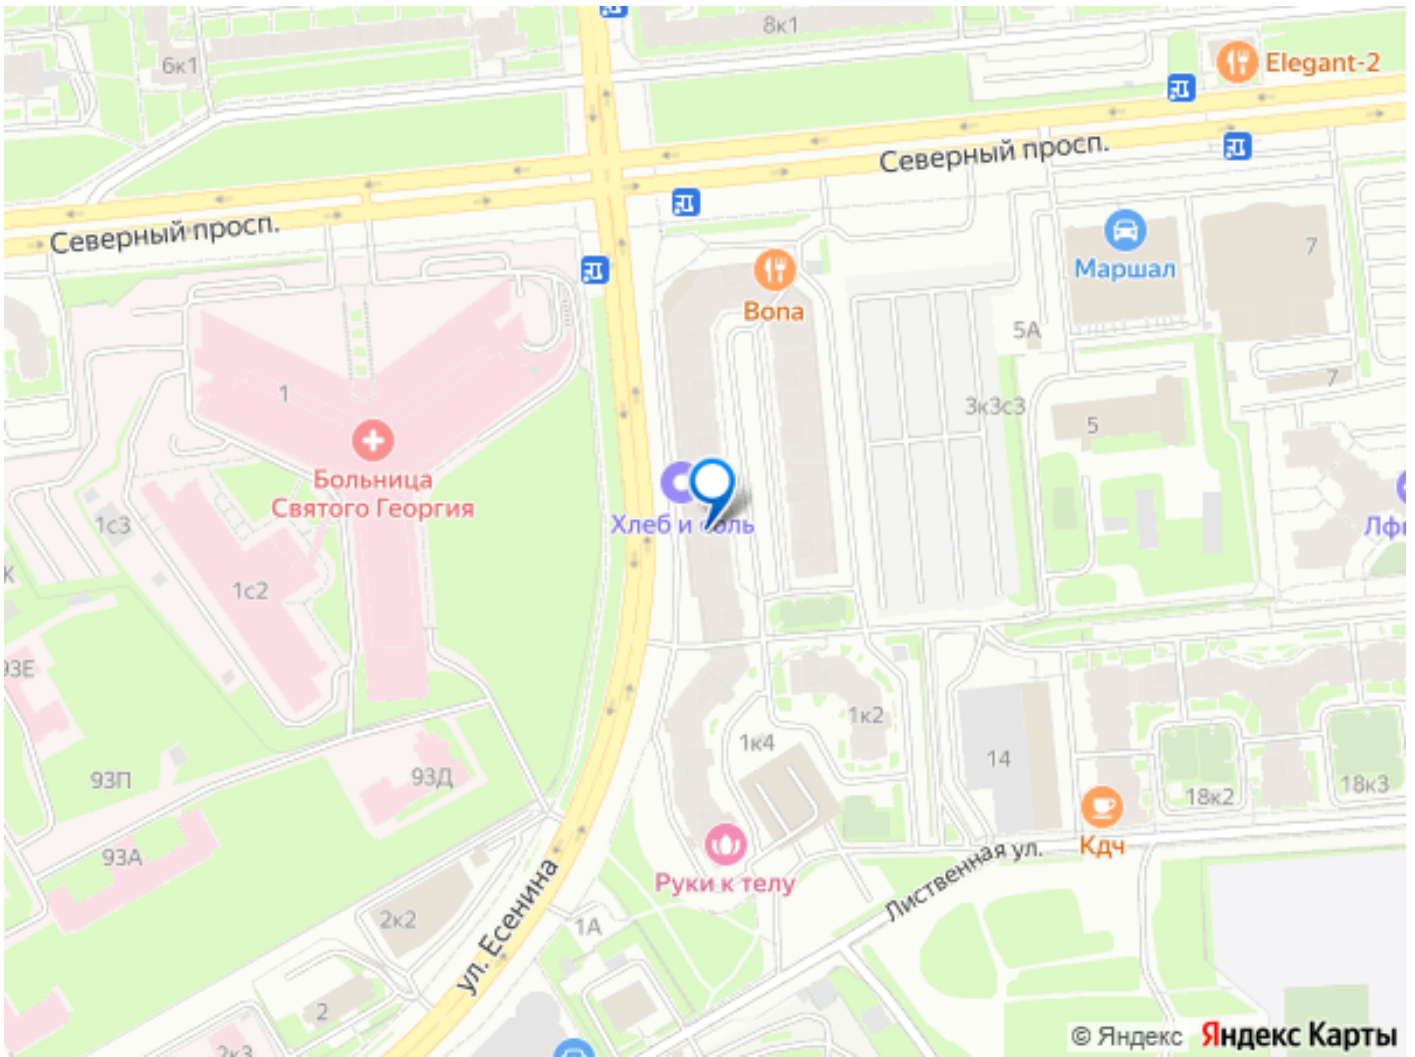 8к1
6к1
Elegant-2
Северный просп.
Северный просп.
7
Маршал
Bona
5А
1
3к3с3
7
5
Больница
Святого Георгия
Хлеб и соль
1с3
1с2
93Е
1к2
1к4
93П
93Д
14
18к2
18к3
93А
Кдч
Руки к телу
Лиственная ул.
ул. Есенина
2к2
1А
2
2к3
© Яндекс Яндекс Карты